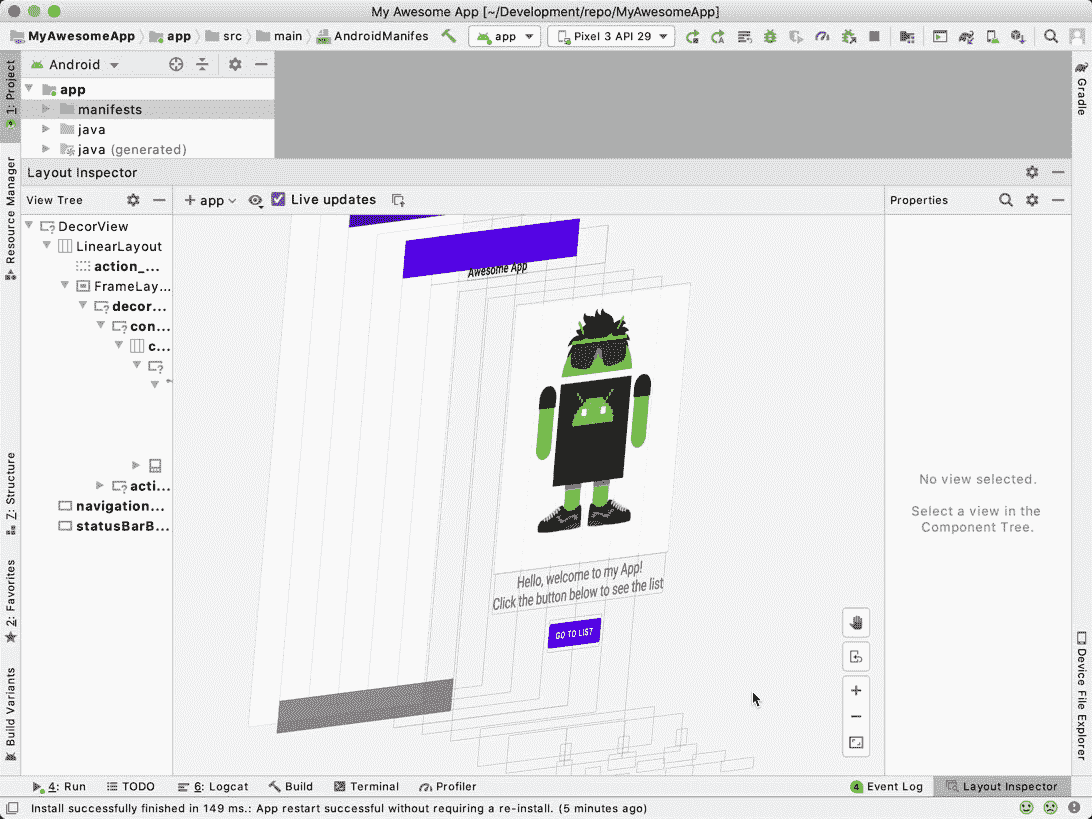 My Awesome App [~/Development/repo/MyAwesomeApp]
MyAwesomeApp app src main AndroidManifes app Pixel 3 API 29
1: Project
Resource Manager
Z: Structure
2: Favorites
Build Variants
Android
app
manifests
java
java (generated)
Layout Inspector
View Tree
app
Live updates
Properties
DecorView
LinearLayout
action_...
FrameLay...
decor...
con...
c...
acti...
navigation...
statusBarB...
Awesome App
Hello, welcome to my App!
Click the button below to see the list
GO TO LIST
No view selected.
Select a view in the
Component Tree.
Gradle
Device File Explorer
4: Run TODO 6: Logcat Build Terminal Profiler 4 Event Log Layout Inspector
Install successfully finished in 149 ms.: App restart successful without requiring a re-install. (5 minutes ago)